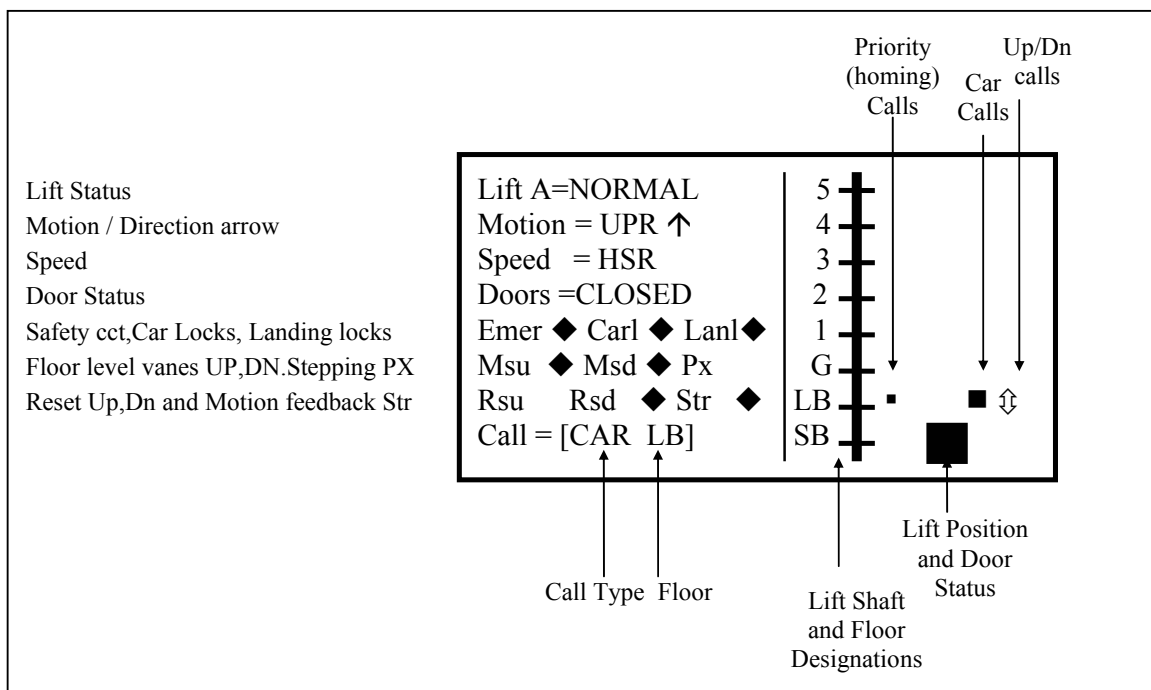 Priority
(homing)
Calls
Car
Calls
Up/Dn
calls
Lift Status
Motion / Direction arrow
Speed
Door Status
Safety cct,Car Locks, Landing locks
Floor level vanes UP,DN.Stepping PX
Reset Up,Dn and Motion feedback Str
Lift A=NORMAL
Motion = UPR ↑
Speed = HSR
Doors =CLOSED
Emer ◆ Carl ◆ Lanl◆
Msu ◆ Msd ◆ Px
Rsu Rsd ◆ Str ◆
Call = [CAR LB]
5
4
3
2
1
G
LB ⇕
SB
Call Type Floor
Lift Shaft
and Floor
Designations
Lift Position
and Door
Status